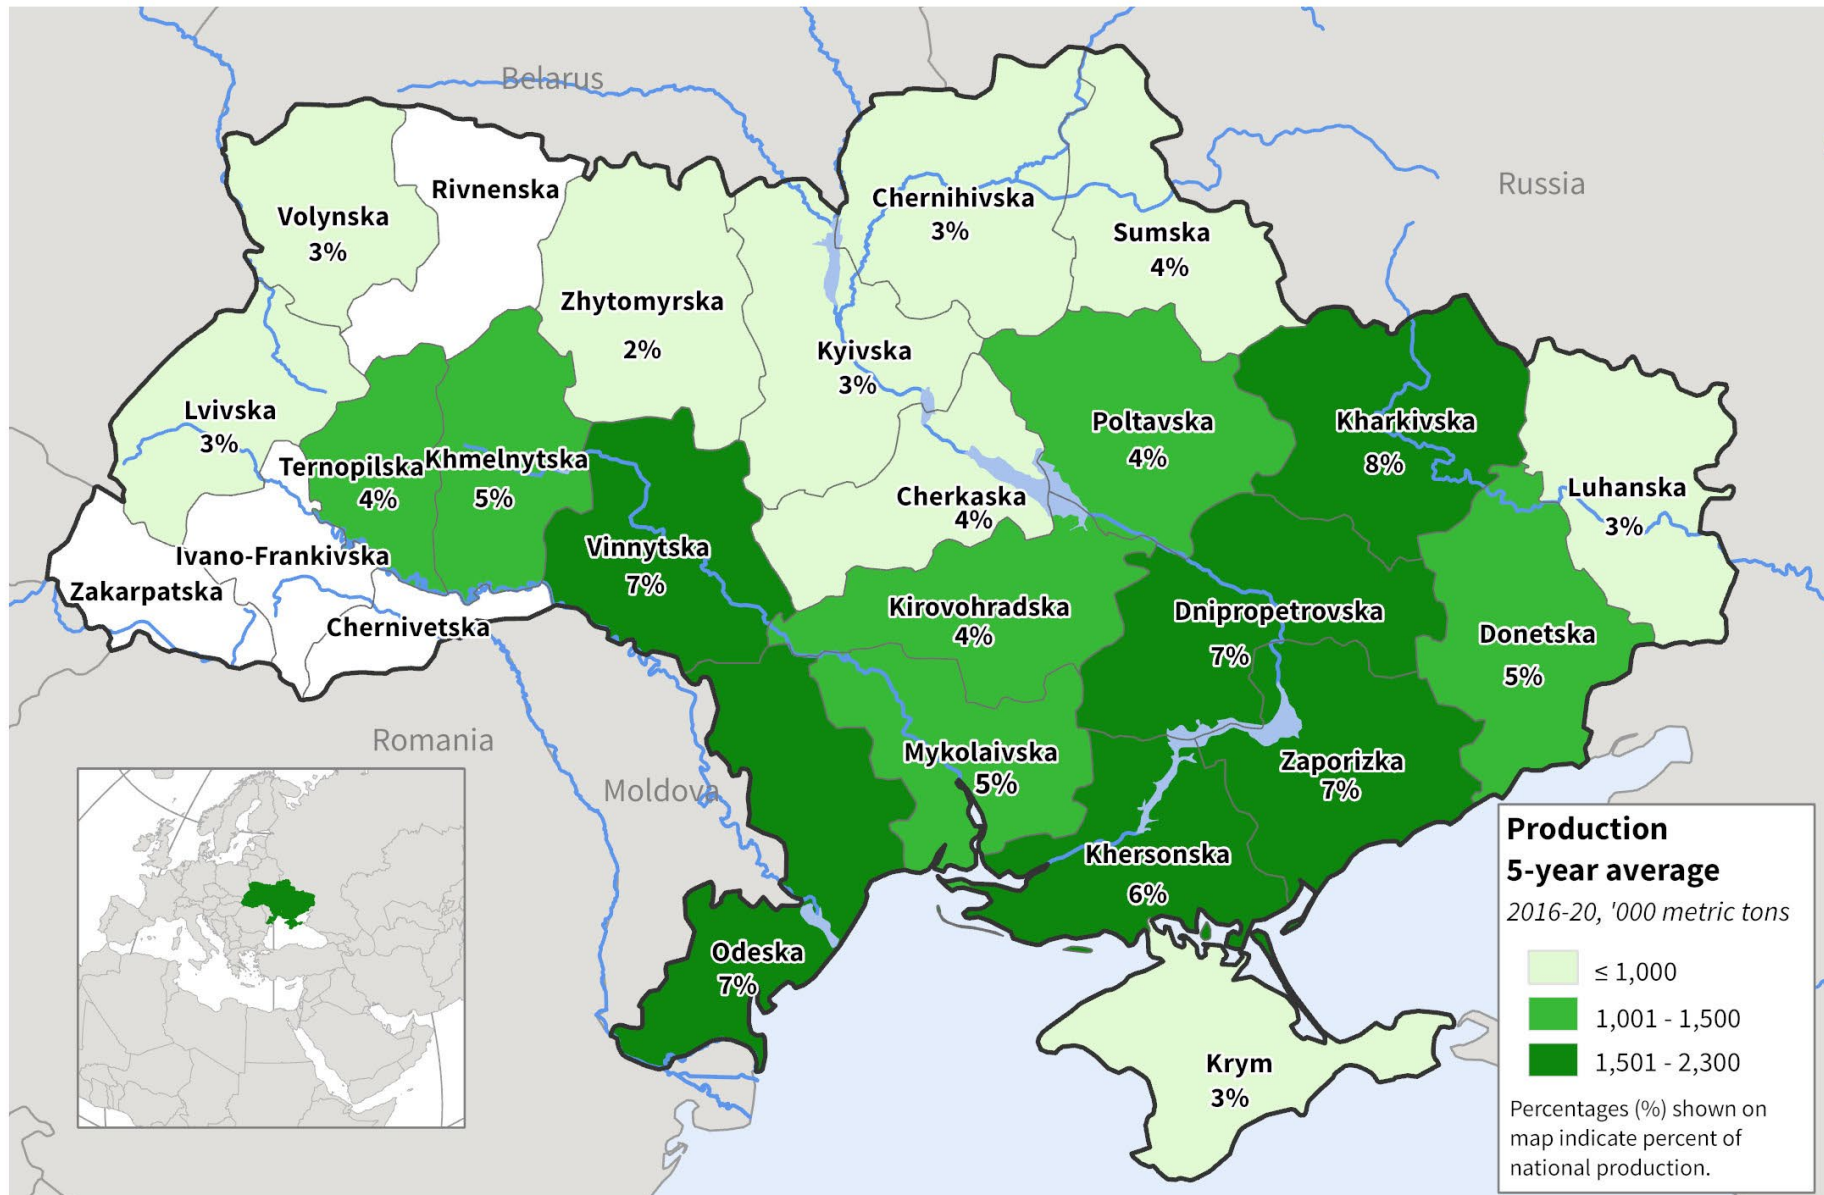 Belarus
Russia
Rivnenska
Volynska
3%
Chernihivska
3%
Sumska
4%
Zhytomyrska
2%
Kyivska
3%
Lvivska
3%
Ternopilska
4%
Khmelnytska
5%
Poltavska
4%
Kharkivska
8%
Luhanska
3%
Cherkaska
4%
Vinnytska
7%
Ivano-Frankivska
Zakarpatska
Chernivetska
Kirovohradska
4%
Dnipropetrovska
7%
Donetska
5%
Romania
Moldova
Mykolaivska
5%
Zaporizka
7%
Khersonska
6%
Odeska
7%
Krym
3%
Production
5-year average
2016-20, '000 metric tons
≤ 1,000
1,001 - 1,500
1,501 - 2,300
Percentages (%) shown on
map indicate percent of
national production.